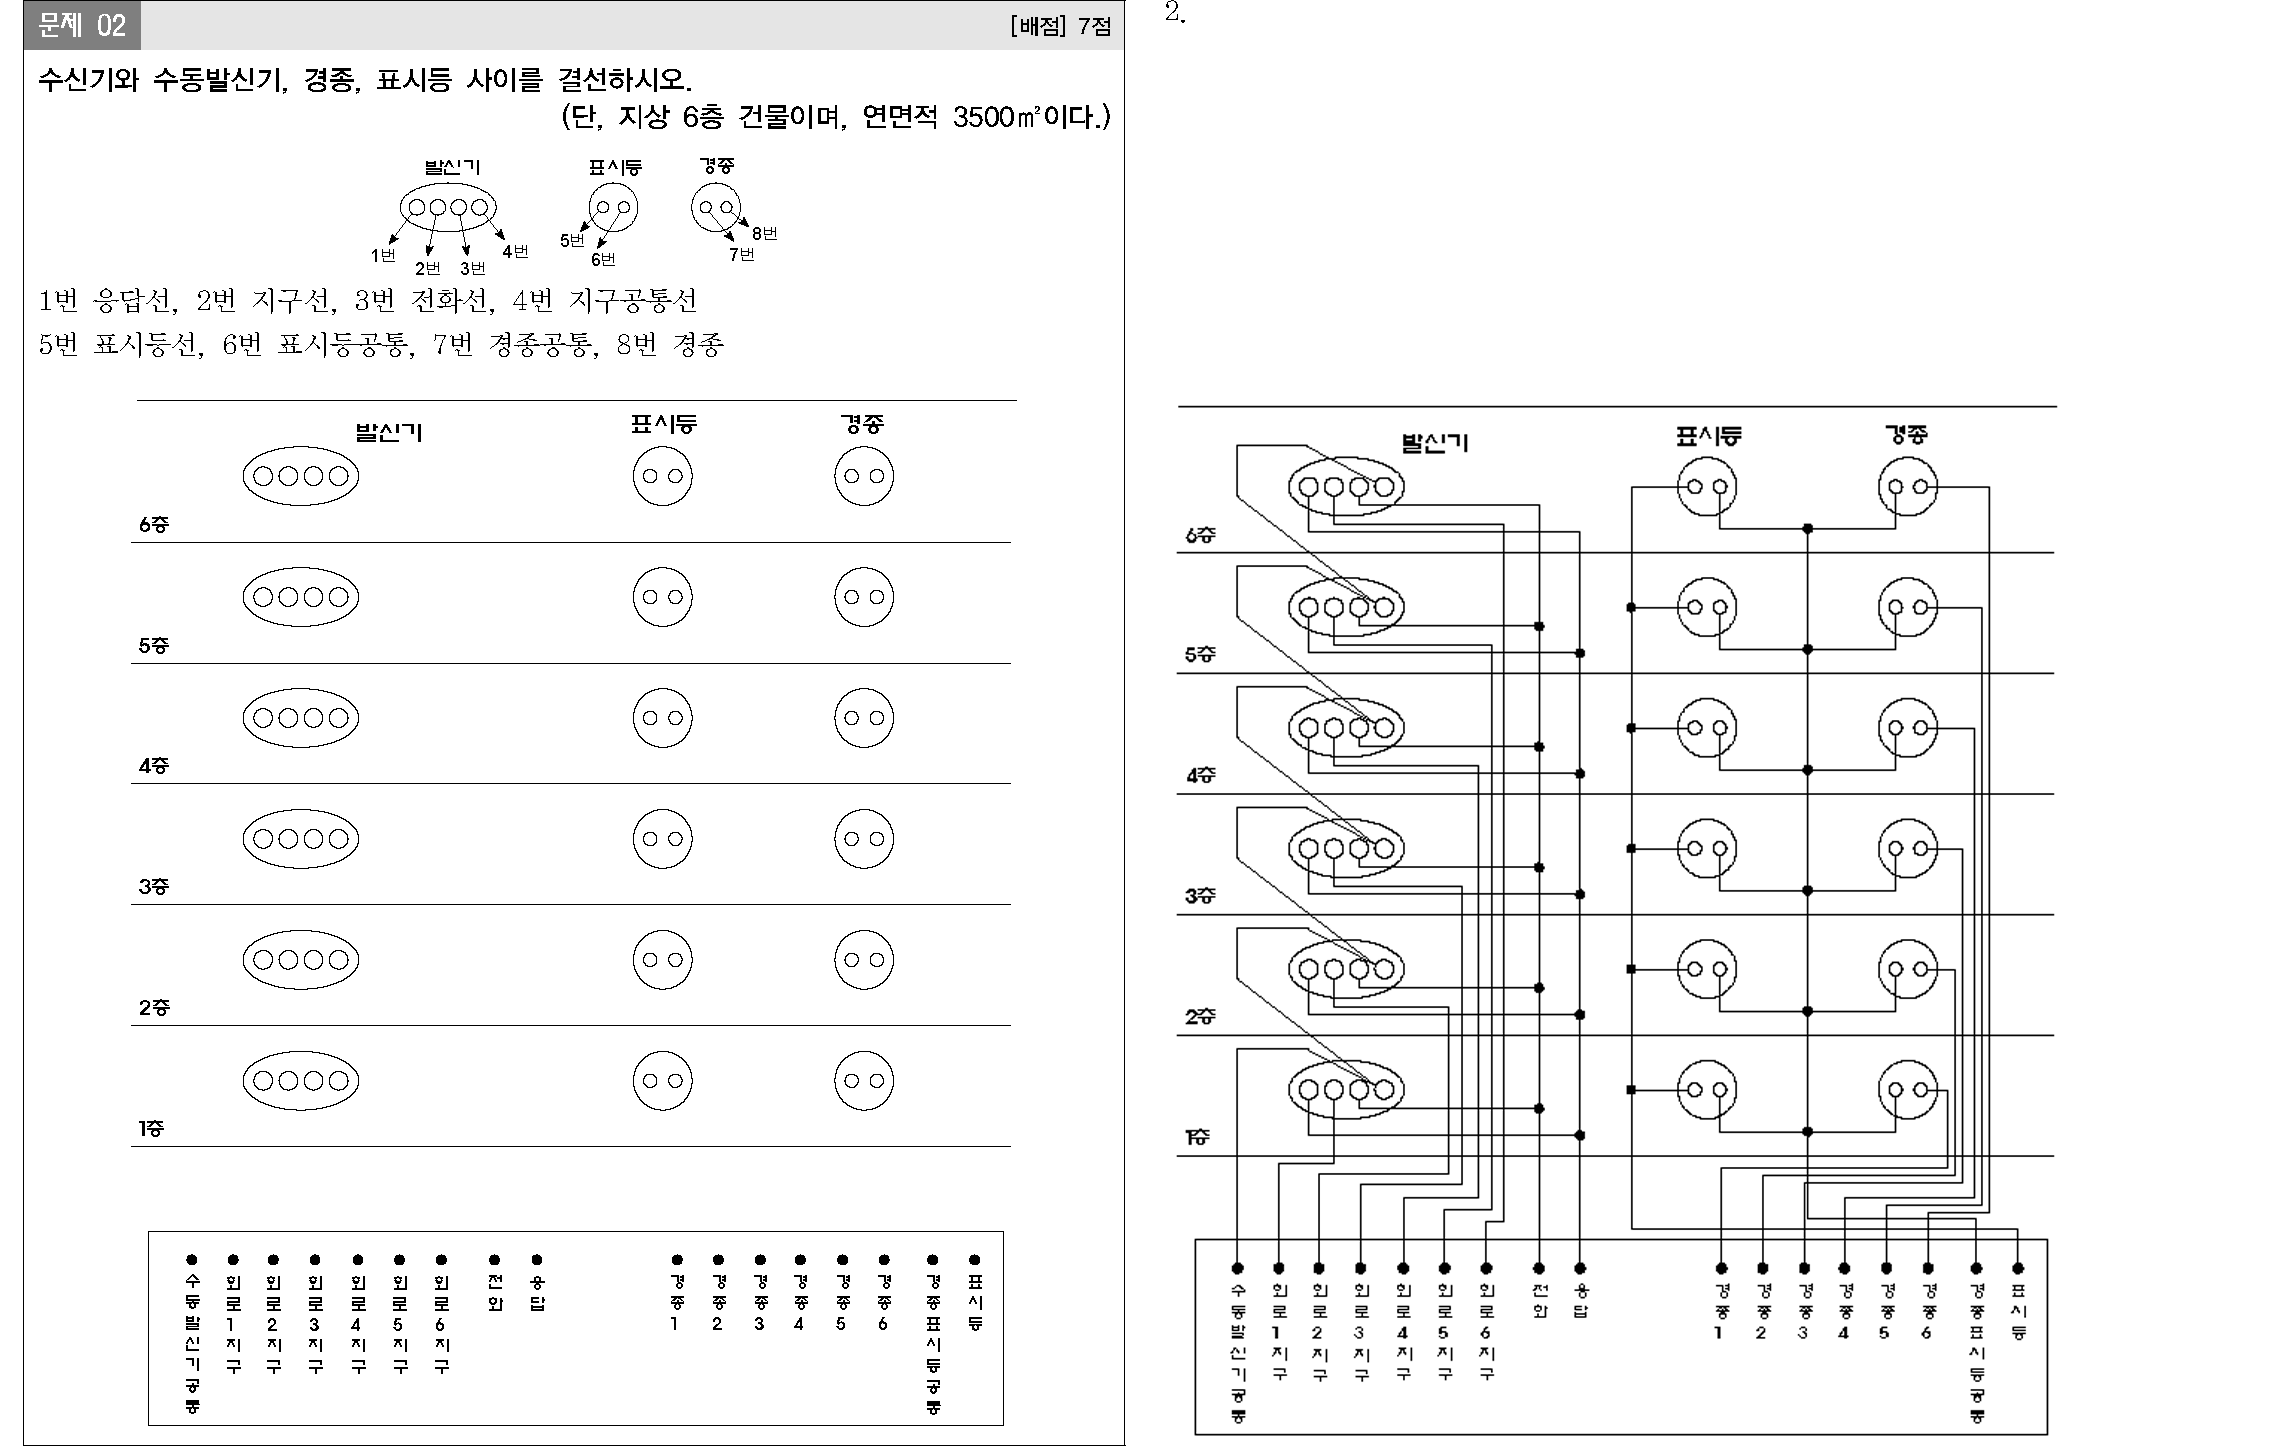 문제 02
[배점] 7점
수신기와 수동발신기, 경종, 표시등 사이를 결선하시오.
(단, 지상 6층 건물이며, 연면적 3500㎡이다.)
발신기 표시등 경종
1번 2번 3번 4번 5번 6번 7번 8번
1번 응답선, 2번 지구선, 3번 전화선, 4번 지구공통선
5번 표시등선, 6번 표시등공통, 7번 경종공통, 8번 경종
발신기 표시등 경종
6층
5층
4층
3층
2층
1층
수동발신기공통
회로1지구
회로2지구
회로3지구
회로4지구
회로5지구
회로6지구
전화
응답
경종1
경종2
경종3
경종4
경종5
경종6
경종표시등공통
표시등
2.
발신기 표시등 경종
6층
5층
4층
3층
2층
1층
수동발신기공통
회로1지구
회로2지구
회로3지구
회로4지구
회로5지구
회로6지구
전화
응답
경종1
경종2
경종3
경종4
경종5
경종6
경종표시등공통
표시등